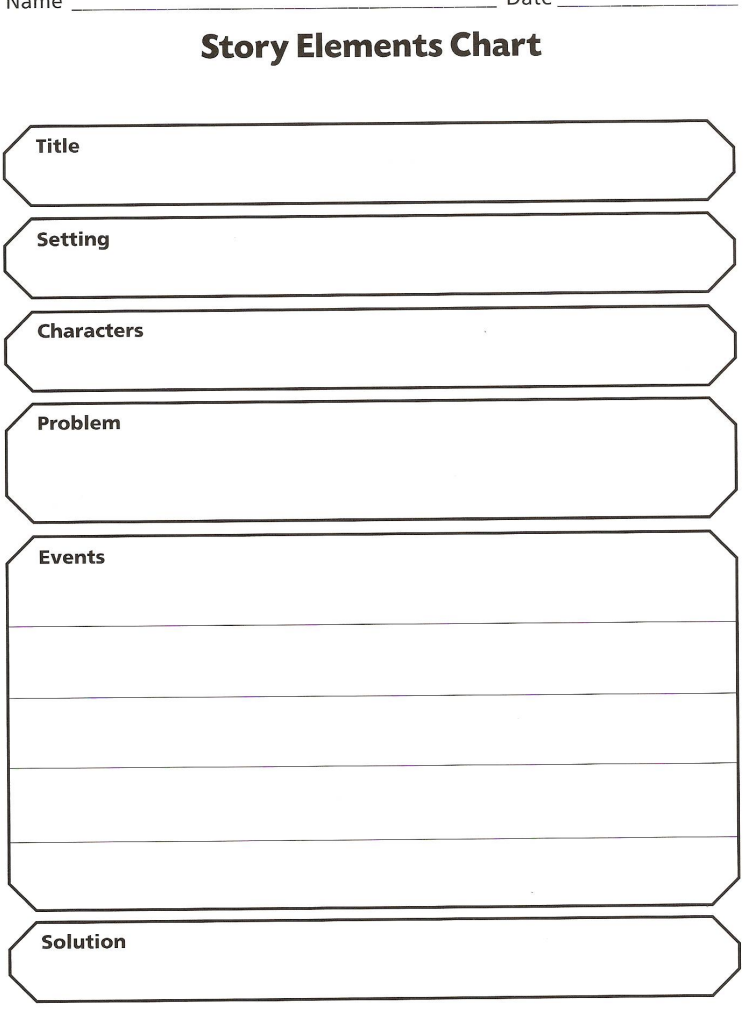 Name Date
Story Elements Chart
Title
Setting
Characters
Problem
Events
Solution